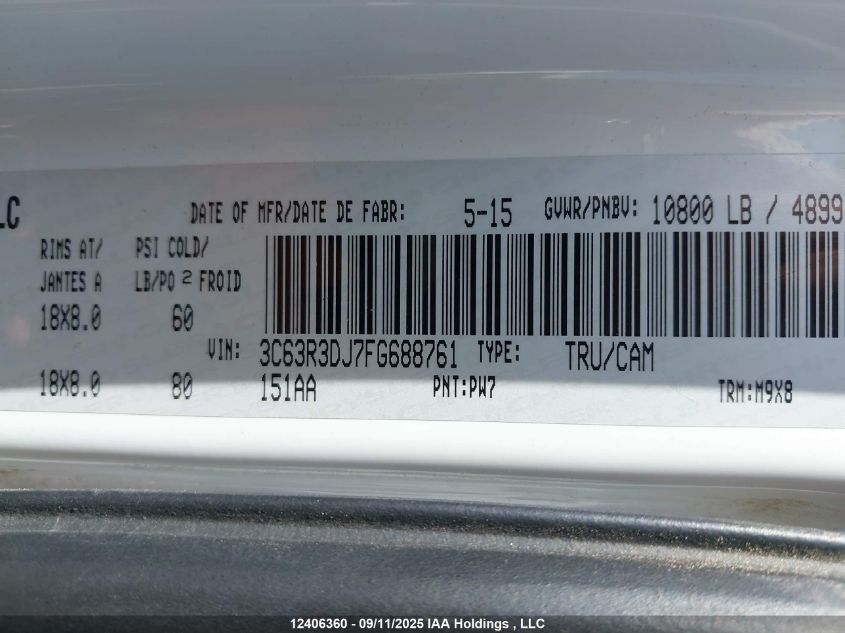 LC
DATE OF MFR/DATE DE FABR: 5-15 GVWR/PNBV: 10800 LB / 4899
RIMS AT/ PSI COLD/
JANTES A LB/PO 2 FROID
18X8.0 60
VIN: 3C63R3DJ7FG688761 TYPE: TRU/CAM
18X8.0 80 151AA PNT:PW7 TRM:M9X8
12406360 - 09/11/2025 IAA Holdings , LLC